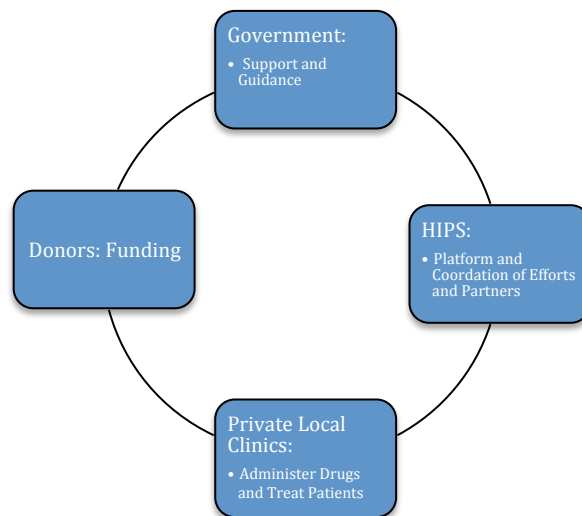 Government:
• Support and
Guidance
Donors: Funding
HIPS:
• Platform and
Coordation of Efforts
and Partners
Private Local
Clinics:
• Administer Drugs
and Treat Patients